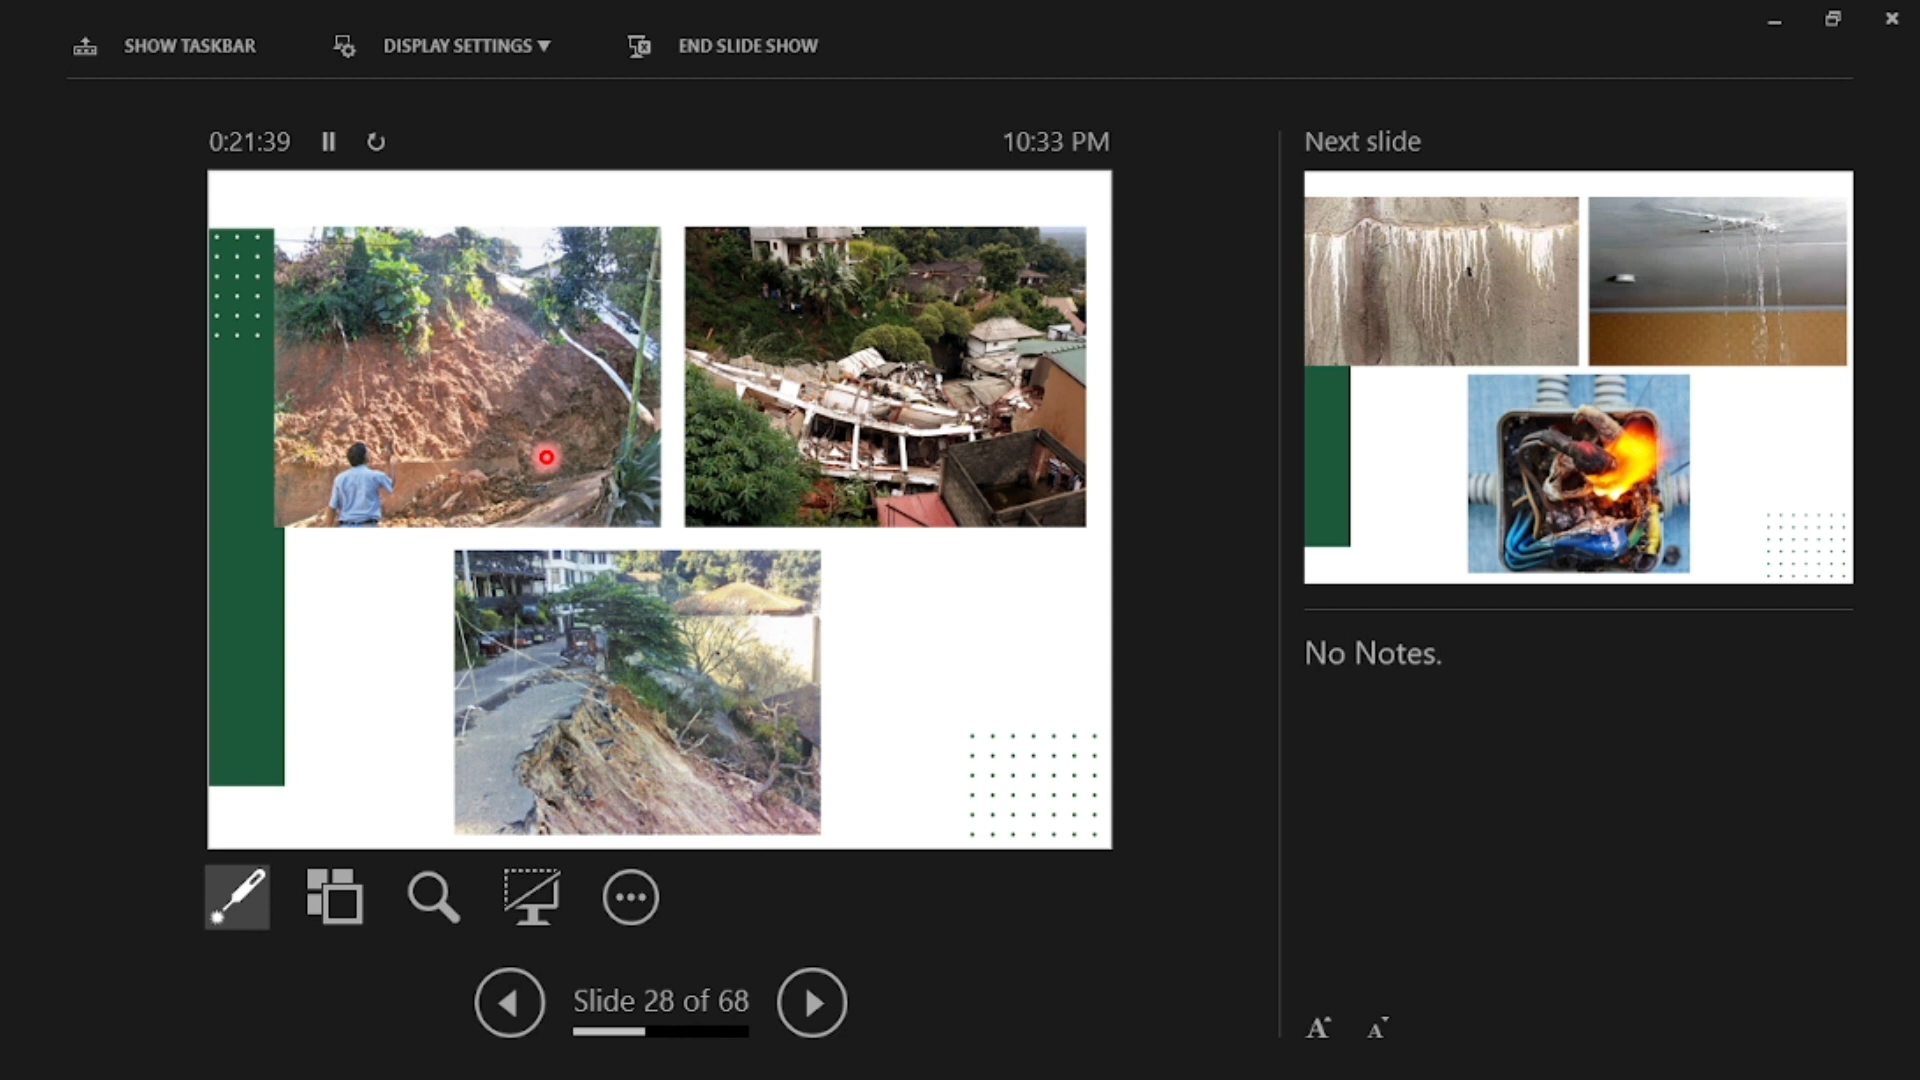 SHOW TASKBAR
DISPLAY SETTINGS ▼
END SLIDE SHOW
0:21:39
10:33 PM
Next slide
No Notes.
Slide 28 of 68
A A